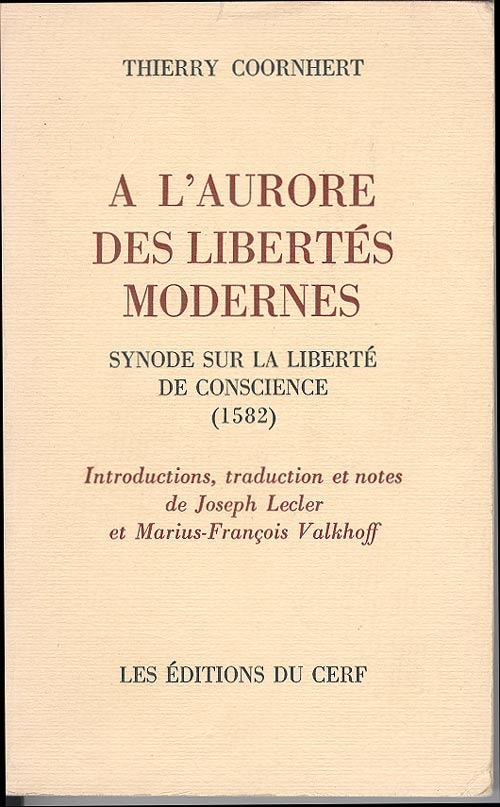 THIERRY COORNHERT
A L'AURORE
DES LIBERTÉS
MODERNES
SYNODE SUR LA LIBERTÉ
DE CONSCIENCE
(1582)
Introductions, traduction et notes
de Joseph Lecler
et Marius-François Valkhoff
LES ÉDITIONS DU CERF